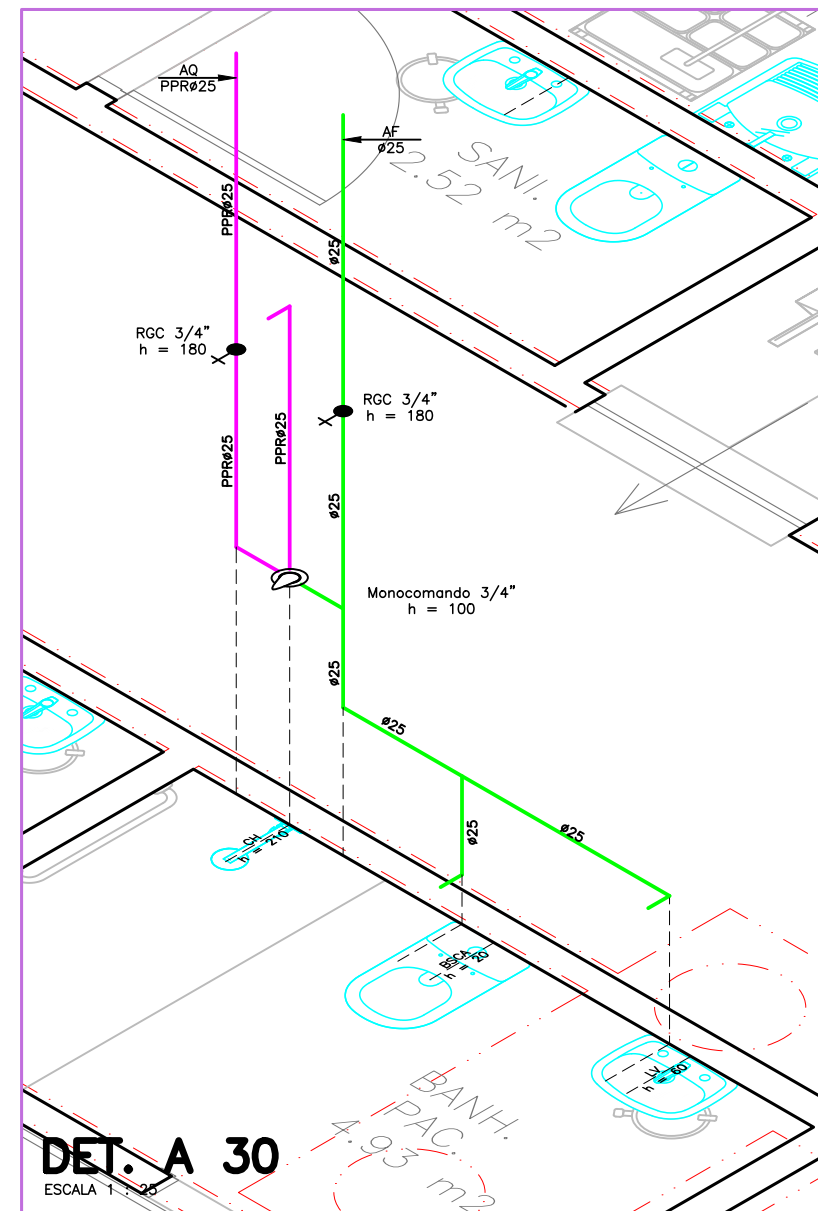 AQ
PPRø25
AF
ø25
SANI.
2.52 m2
PPRø25
ø25
RGC 3/4"
h = 180
RGC 3/4"
h = 180
PPRø25
PPRø25
ø25
Monocomando 3/4"
h = 100
ø25
ø25
ø25
ø25
CH
h = 210
BSCA
h = 20
LV
h = 60
BANH.
PAC.
4.93 m2
DET. A 30
ESCALA 1 : 25